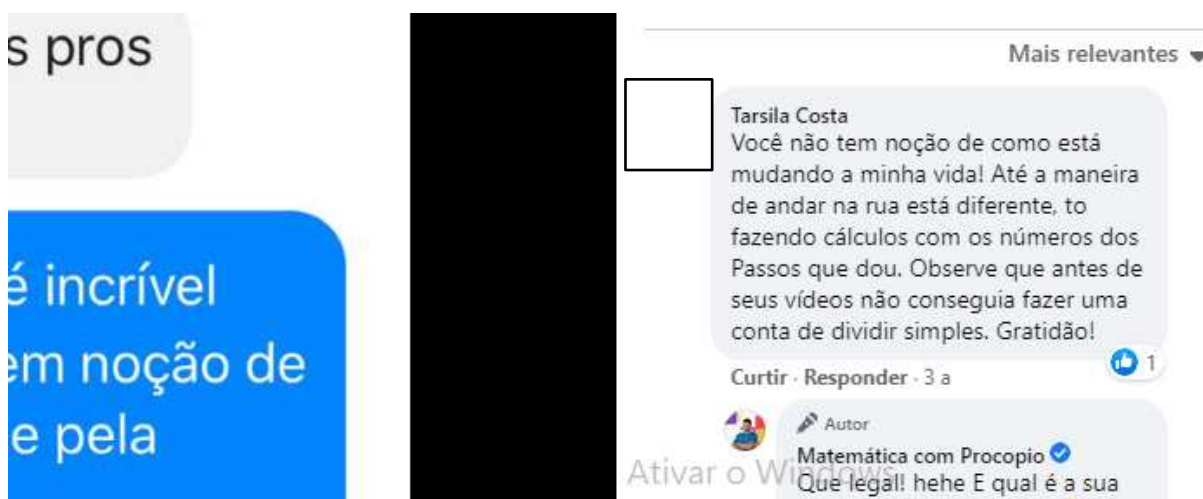 s pros
é incrível
em noção de
e pela
Mais relevantes
Tarsila Costa
Você não tem noção de como está
mudando a minha vida! Até a maneira
de andar na rua está diferente, to
fazendo cálculos com os números dos
Passos que dou. Observe que antes de
seus vídeos não conseguia fazer uma
conta de dividir simples. Gratidão!
1
Curtir · Responder · 3 a
Autor
Matemática com Procopio
Ativar o Windows
Que legal! hehe E qual é a sua